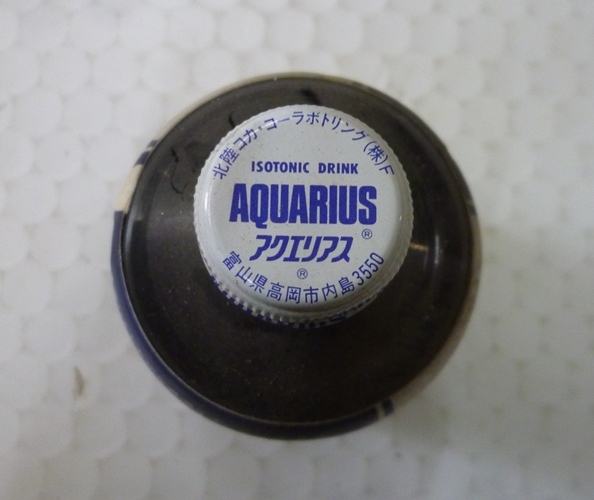 北陸コカ・コーラボトリング(株)F
ISOTONIC DRINK
AQUARIUS
アクエリアス®
®
富山県高岡市内島3550